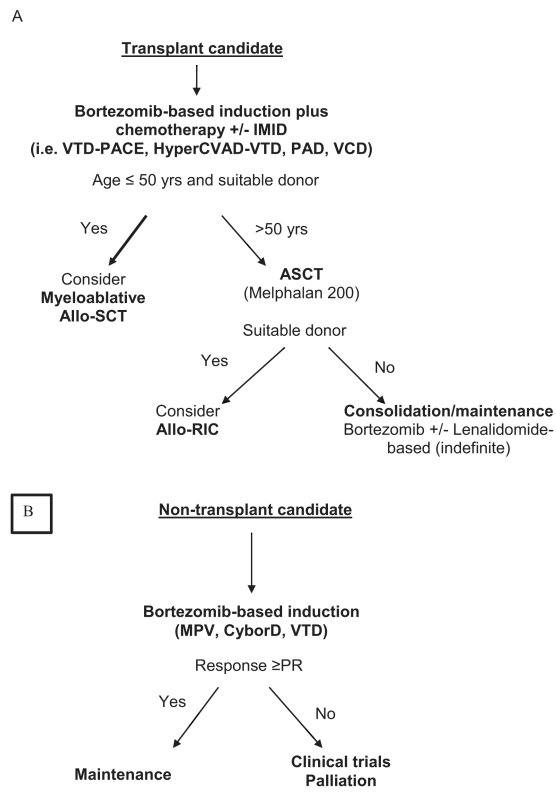 A
Transplant candidate
Bortezomib-based induction plus
chemotherapy +/- IMID
(i.e. VTD-PACE, HyperCVAD-VTD, PAD, VCD)
Age ≤ 50 yrs and suitable donor
Yes
>50 yrs
Consider
Myeloablative
Allo-SCT
ASCT
(Melphalan 200)
Suitable donor
Yes
No
Consider
Allo-RIC
Consolidation/maintenance
Bortezomib +/- Lenalidomide-
based (indefinite)
B
Non-transplant candidate
Bortezomib-based induction
(MPV, CyborD, VTD)
Response ≥PR
Yes
No
Maintenance
Clinical trials
Palliation